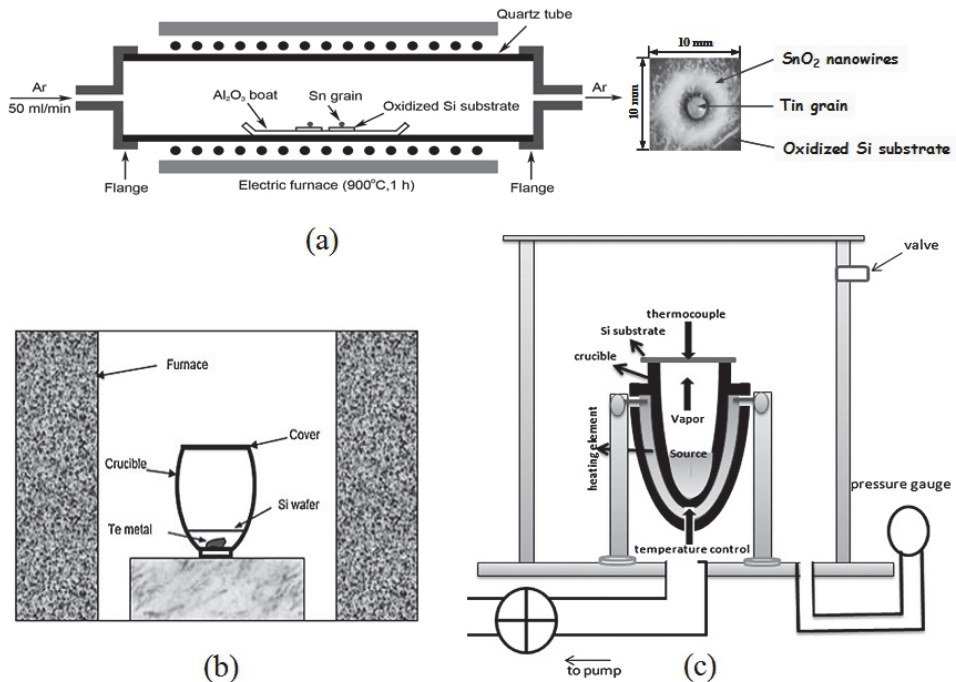 (a)
Quartz tube
Ar
50 ml/min
Al₂O₃ boat
Sn grain
Oxidized Si substrate
Ar
Flange
Electric furnace (900°C,1 h)
Flange
10 mm
10 mm
SnO₂ nanowires
Tin grain
Oxidized Si substrate
(a)
Furnace
Cover
Crucible
Si wafer
Te metal
(b)
valve
thermocouple
Si substrate
crucible
Vapor
heating element
Source
pressure gauge
temperature control
to pump
(c)